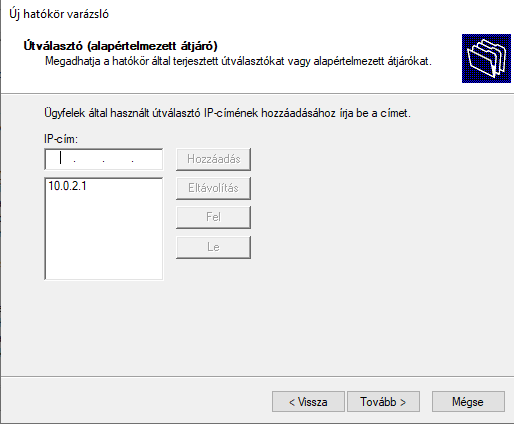 Új hatókör varázsló
Útválasztó (alapértelmezett átjáró)
Megadhatja a hatókör által terjesztett útválasztókat vagy alapértelmezett átjárókat.
Ügyfelek által használt útválasztó IP-címének hozzáadásához írja be a címet.
IP-cím:
. . .
Hozzáadás
10.0.2.1
Eltávolítás
Fel
Le
< Vissza
Tovább >
Mégse